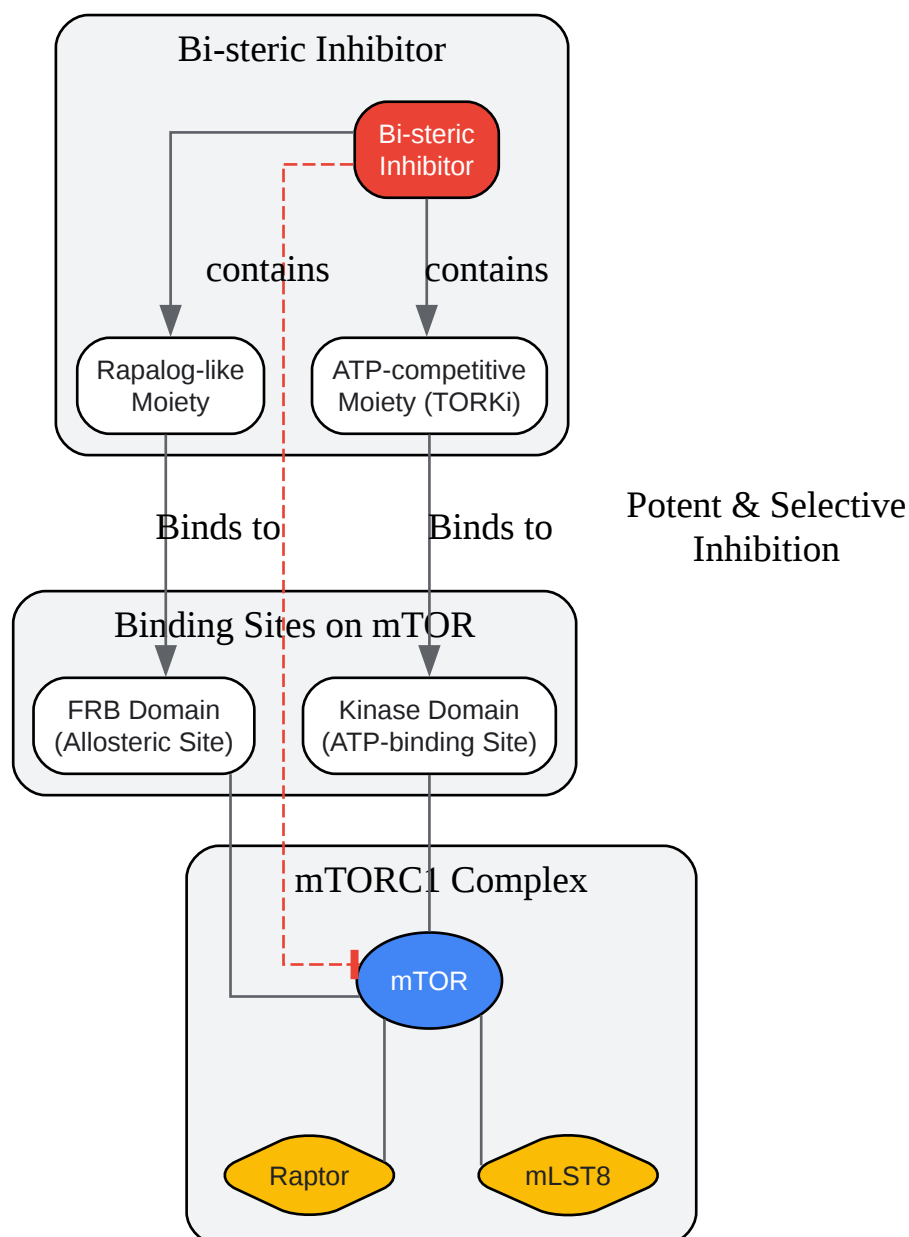 Bi-steric Inhibitor
Bi-steric
Inhibitor
contains
contains
Rapalog-like
Moiety
ATP-competitive
Moiety (TORKi)
Binds to
Binds to
Potent & Selective
Inhibition
Binding Sites on mTOR
FRB Domain
(Allosteric Site)
Kinase Domain
(ATP-binding Site)
mTORC1 Complex
mTOR
Raptor
mLST8